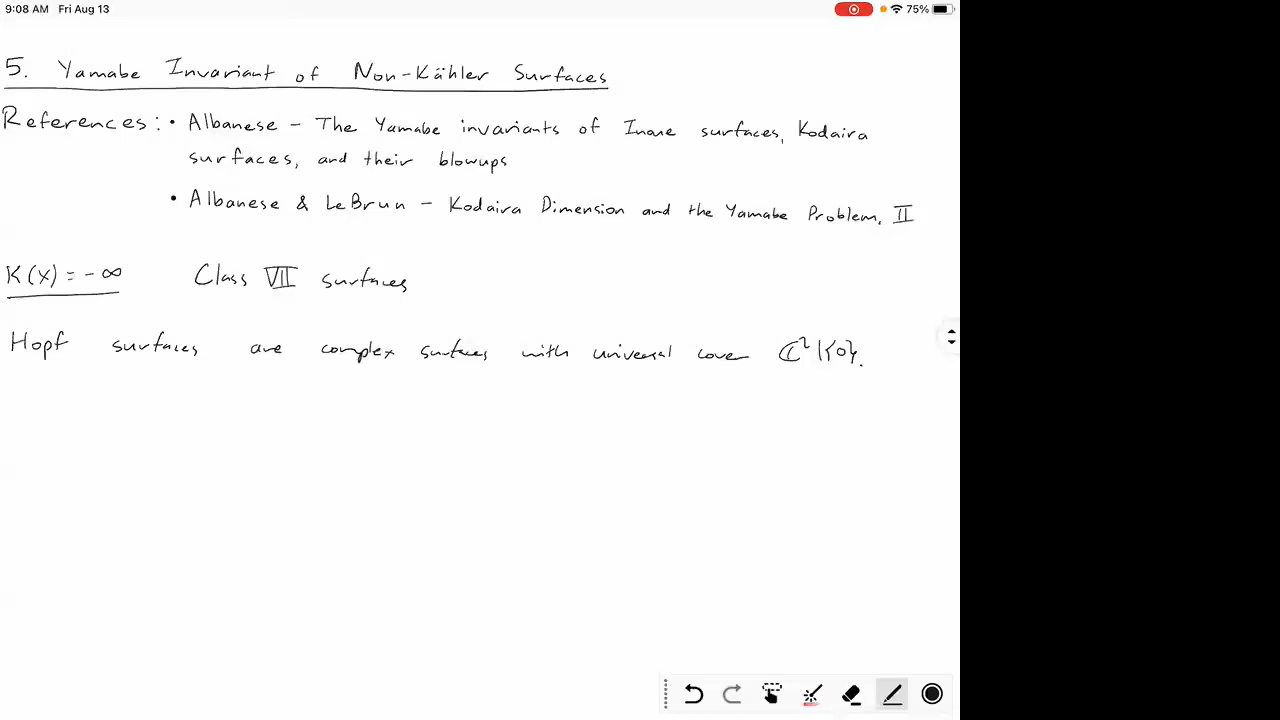 9:08 AM Fri Aug 13
75%
5. Yamabe Invariant of Non-Kähler Surfaces
References: • Albanese – The Yamabe invariants of Inoue surfaces, Kodaira
surfaces, and their blowups
• Albanese & LeBrun – Kodaira Dimension and the Yamabe Problem, II
K(X) = -∞ Class VII surfaces
Hopf surfaces are complex surfaces with universal cover ℂ²\{0}.